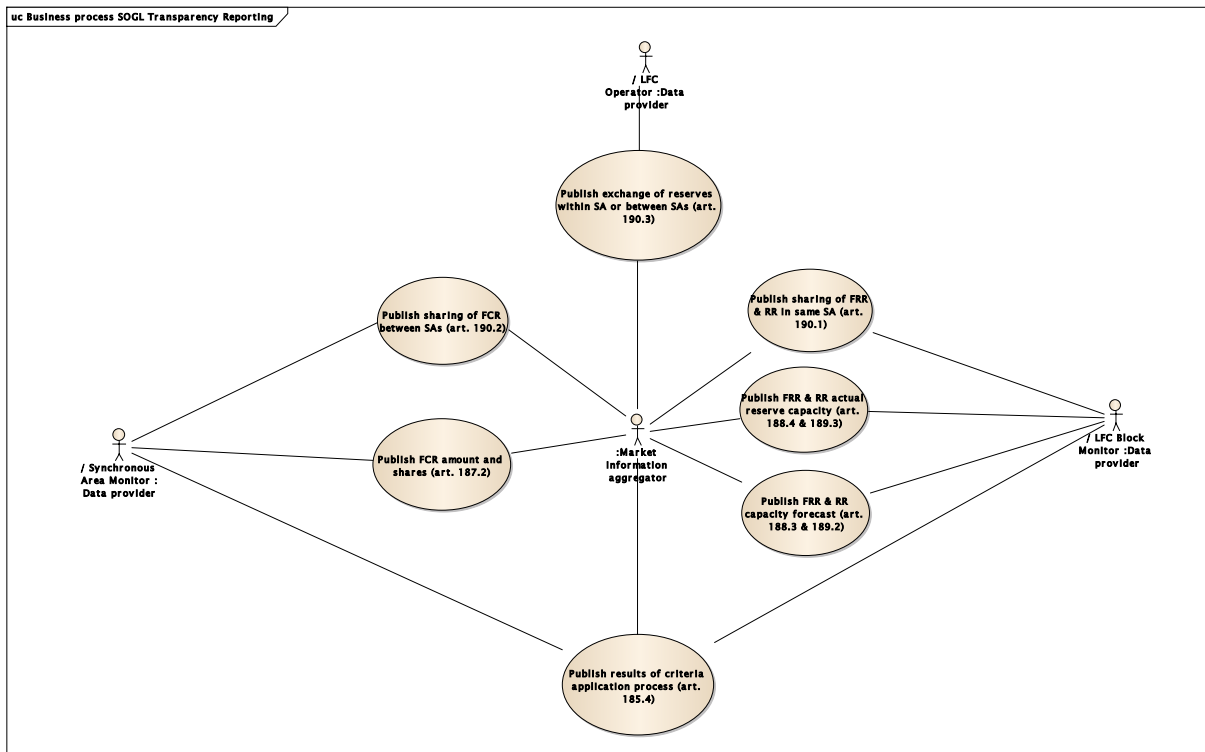 uc Business process SOGL Transparency Reporting
/ LFC
Operator :Data
provider
Publish exchange of reserves
within SA or between SAs (art.
190.3)
Publish sharing of FCR
between SAs (art. 190.2)
Publish sharing of FRR
& RR in same SA (art.
190.1)
Publish FRR & RR actual
reserve capacity (art.
188.4 & 189.3)
/ Synchronous
Area Monitor :
Data provider
Publish FCR amount and
shares (art. 187.2)
:Market
information
aggregator
/ LFC Block
Monitor :Data
provider
Publish FRR & RR
capacity forecast (art.
188.3 & 189.2)
Publish results of criteria
application process (art.
185.4)